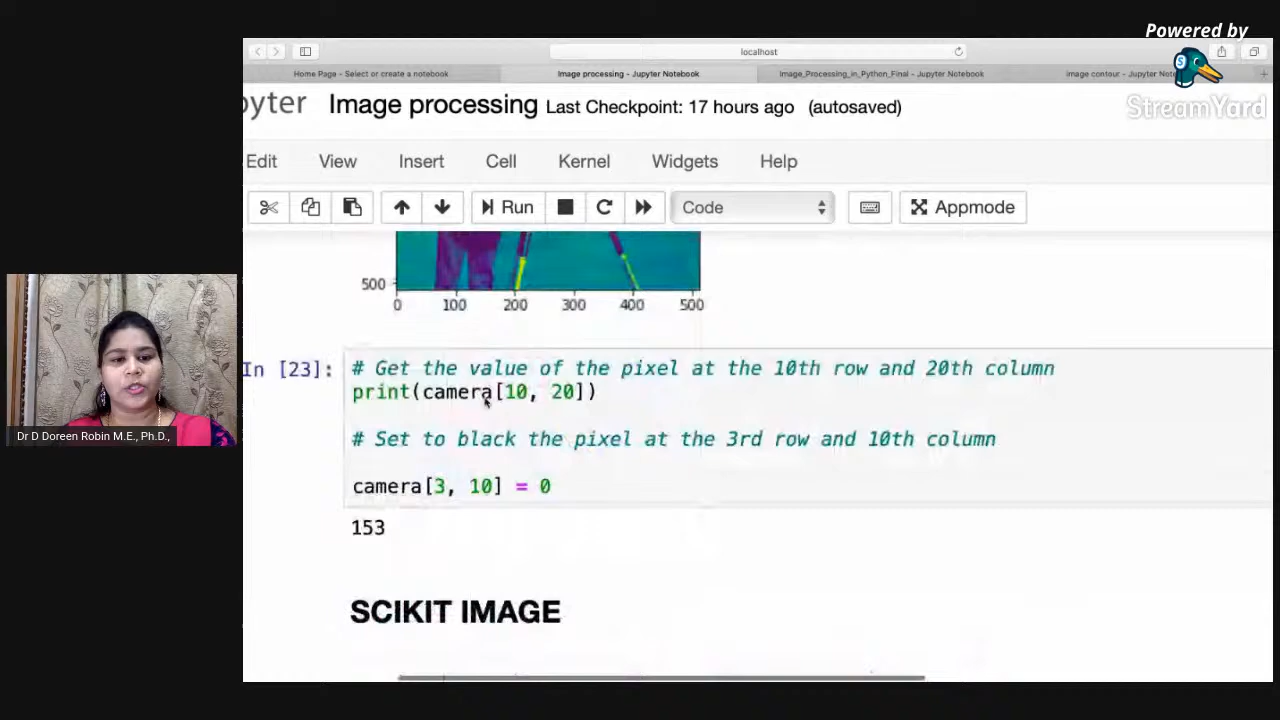 Powered by
StreamYard
localhost
Home Page - Select or create a notebook
Image processing - Jupyter Notebook
Image_Processing_in_Python_Final - Jupyter Notebook
image contour - Jupyter
pyter Image processing Last Checkpoint: 17 hours ago (autosaved)
Edit View Insert Cell Kernel Widgets Help
Run Code Appmode
500
0 100 200 300 400 500
In [23]:
# Get the value of the pixel at the 10th row and 20th column
print(camera[10, 20])
# Set to black the pixel at the 3rd row and 10th column
camera[3, 10] = 0
153
SCIKIT IMAGE
Dr D Doreen Robin M.E., Ph.D.,